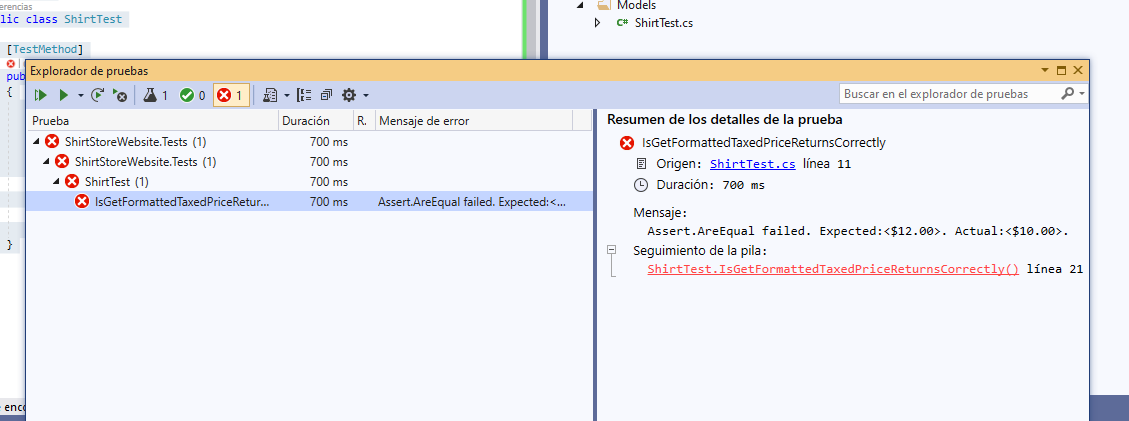 erencias
lic class ShirtTest
[TestMethod]
pub
{
}
enco
Models
C# ShirtTest.cs
Explorador de pruebas
1 0 1
Buscar en el explorador de pruebas
Prueba Duración R. Mensaje de error
ShirtStoreWebsite.Tests (1) 700 ms
ShirtStoreWebsite.Tests (1) 700 ms
ShirtTest (1) 700 ms
IsGetFormattedTaxedPriceRetur... 700 ms Assert.AreEqual failed. Expected:<...
Resumen de los detalles de la prueba
IsGetFormattedTaxedPriceReturnsCorrectly
Origen: ShirtTest.cs línea 11
Duración: 700 ms
Mensaje:
Assert.AreEqual failed. Expected:<$12.00>. Actual:<$10.00>.
Seguimiento de la pila:
ShirtTest.IsGetFormattedTaxedPriceReturnsCorrectly() línea 21